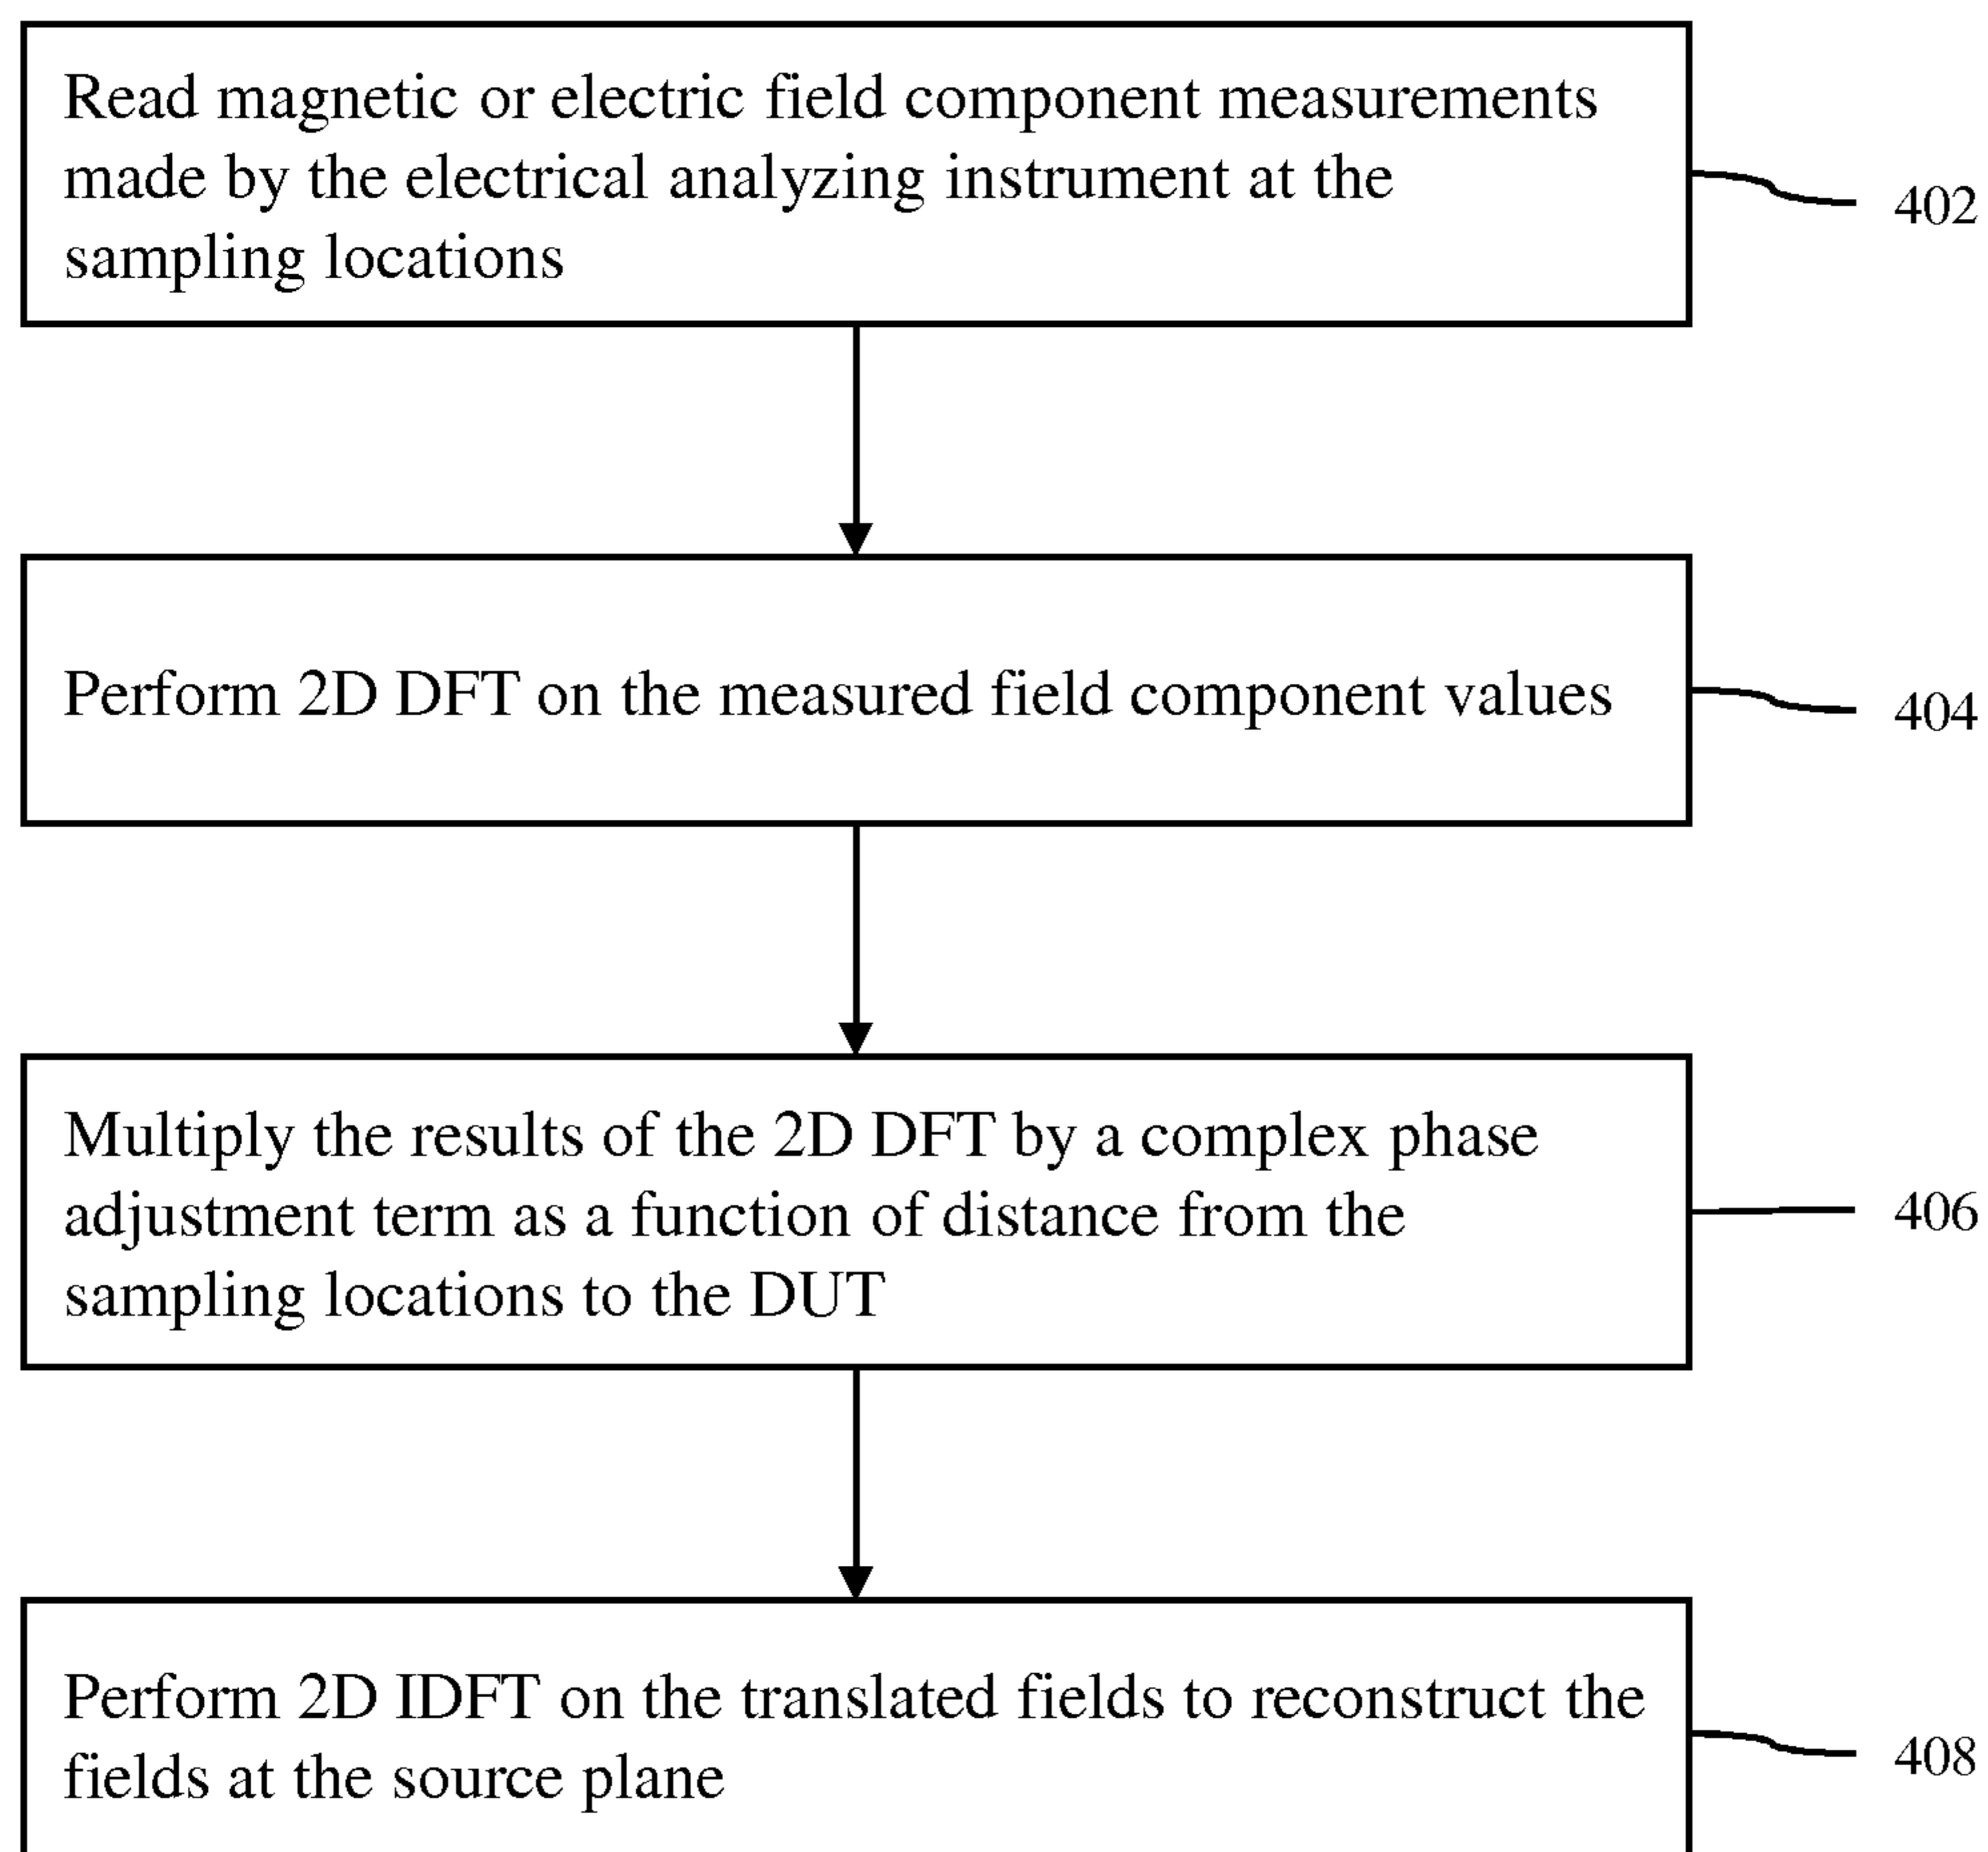 Read magnetic or electric field component measurements
made by the electrical analyzing instrument at the
sampling locations
402
Perform 2D DFT on the measured field component values
404
Multiply the results of the 2D DFT by a complex phase
adjustment term as a function of distance from the
sampling locations to the DUT
406
Perform 2D IDFT on the translated fields to reconstruct the
fields at the source plane
408